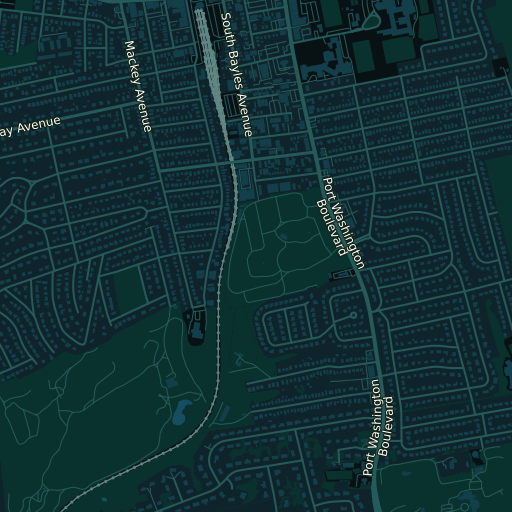 South Bayles Avenue
Mackey Avenue
ay Avenue
Port Washington
Boulevard
Port Washington
Boulevard